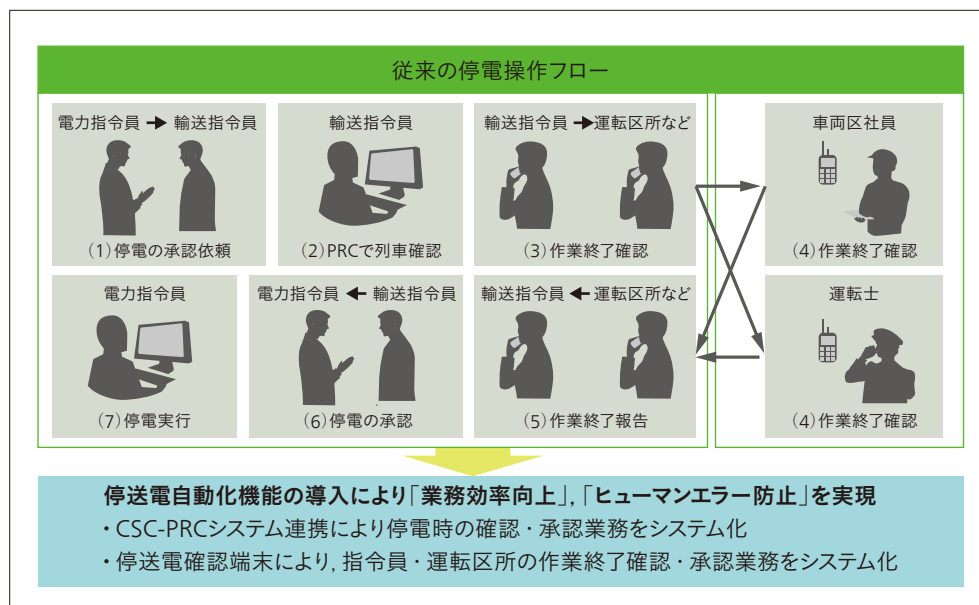 従来の停電操作フロー
電力指令員 → 輸送指令員
(1)停電の承認依頼
輸送指令員
(2)PRCで列車確認
輸送指令員 → 運転区所など
(3)作業終了確認
車両区社員
(4)作業終了確認
電力指令員
(7)停電実行
電力指令員 ← 輸送指令員
(6)停電の承認
輸送指令員 ← 運転区所など
(5)作業終了報告
運転士
(4)作業終了確認
停送電自動化機能の導入により「業務効率向上」,「ヒューマンエラー防止」を実現
・CSC-PRCシステム連携により停電時の確認・承認業務をシステム化
・停送電確認端末により, 指令員・運転区所の作業終了確認・承認業務をシステム化